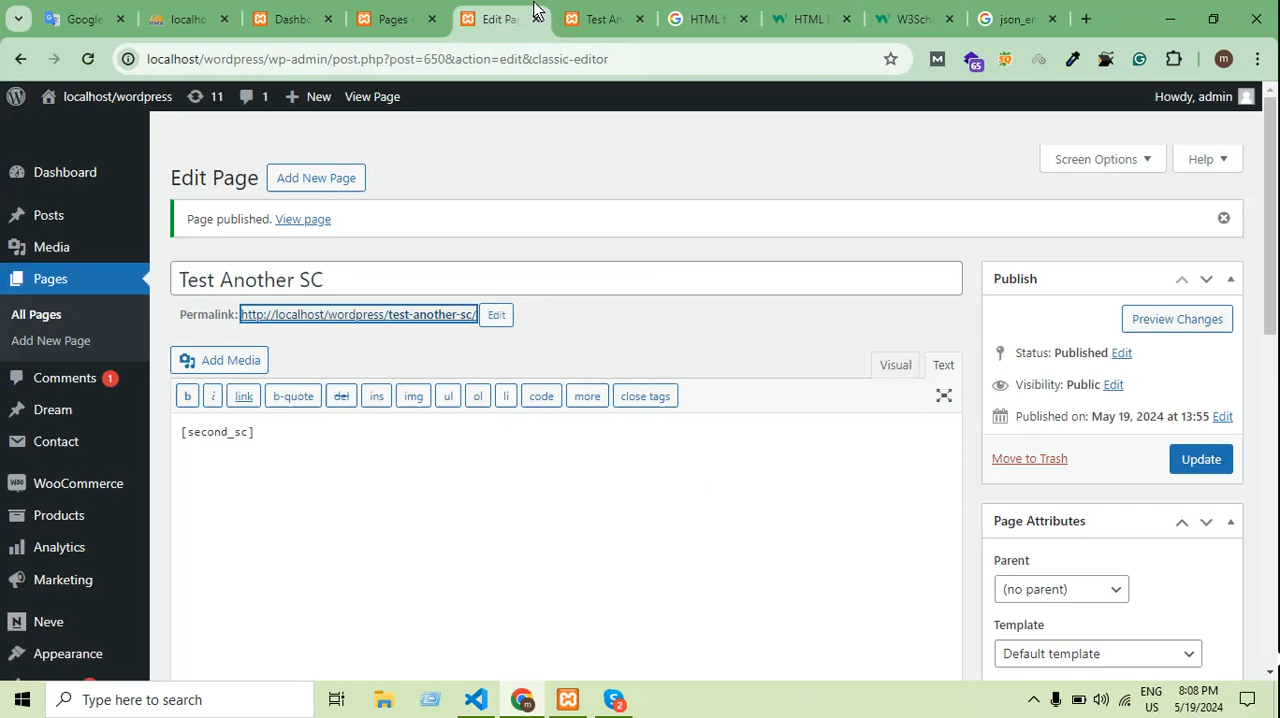 Google
localho
Dashbo
Pages
Edit Pa
Test An
HTML f
HTML
W3Sch
json_en
localhost/wordpress/wp-admin/post.php?post=650&action=edit&classic-editor
M
65
m
localhost/wordpress
11
1
New
View Page
Howdy, admin
Screen Options
Help
Edit Page
Add New Page
Page published. View page
Test Another SC
Permalink: http://localhost/wordpress/test-another-sc/ Edit
Add Media
Visual
Text
b
i
link
b-quote
del
ins
img
ul
ol
li
code
more
close tags
[second_sc]
Publish
Preview Changes
Status: Published Edit
Visibility: Public Edit
Published on: May 19, 2024 at 13:55 Edit
Move to Trash
Update
Page Attributes
Parent
(no parent)
Template
Default template
Dashboard
Posts
Media
Pages
All Pages
Add New Page
Comments 1
Dream
Contact
WooCommerce
Products
Analytics
Marketing
Neve
Appearance
Type here to search
m
2
ENG
US
8:08 PM
5/19/2024